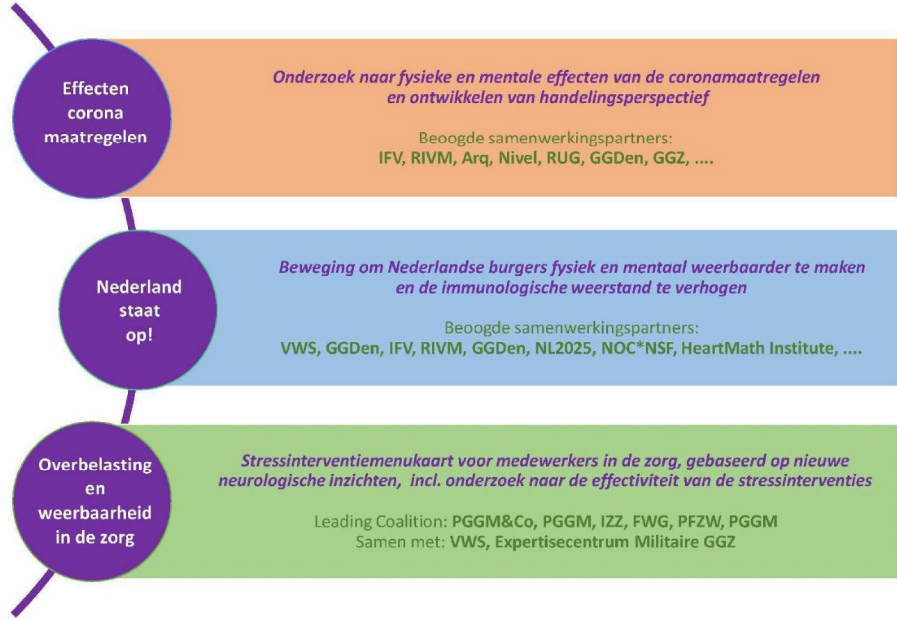 Effecten
corona
maatregelen
Onderzoek naar fysieke en mentale effecten van de coronamaatregelen
en ontwikkelen van handelingsperspectief
Beoogde samenwerkingspartners:
IFV, RIVM, Arq, Nivel, RUG, GGDen, GGZ, ....
Nederland
staat
op!
Beweging om Nederlandse burgers fysiek en mentaal weerbaarder te maken
en de immunologische weerstand te verhogen
Beoogde samenwerkingspartners:
VWS, GGDen, IFV, RIVM, GGDen, NL2025, NOC*NSF, HeartMath Institute, ....
Overbelasting
en
weerbaarheid
in de zorg
Stressinterventiemenukaart voor medewerkers in de zorg, gebaseerd op nieuwe
neurologische inzichten, incl. onderzoek naar de effectiviteit van de stressinterventies
Leading Coalition: PGGM&Co, PGGM, IZZ, FWG, PFZW, PGGM
Samen met: VWS, Expertisecentrum Militaire GGZ